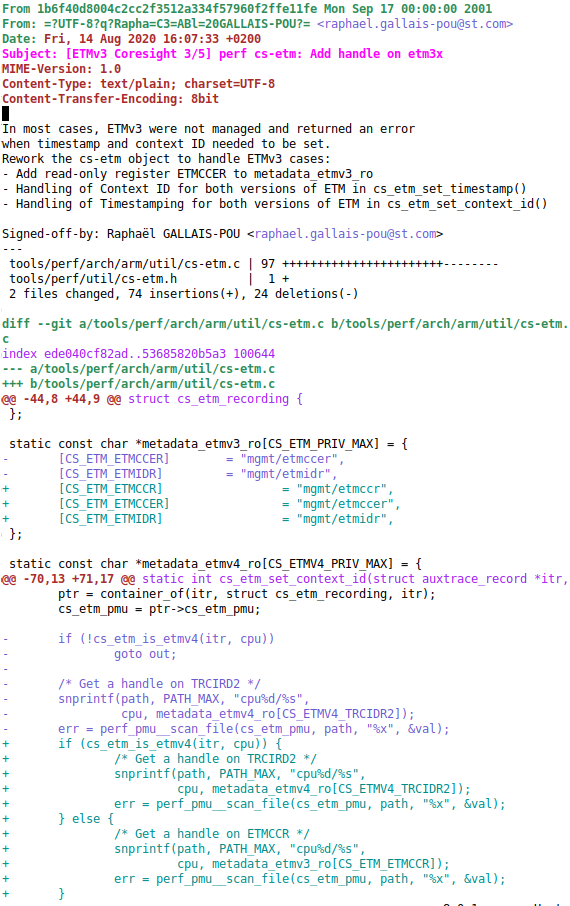 From 1b6f40d8004c2cc2f3512a334f57960f2ffe11fe Mon Sep 17 00:00:00 2001
From: =?UTF-8?q?Rapha=C3=ABl=20GALLAIS-POU?= <raphael.gallais-pou@st.com>
Date: Fri, 14 Aug 2020 16:07:33 +0200
Subject: [ETMv3 Coresight 3/5] perf cs-etm: Add handle on etm3x
MIME-Version: 1.0
Content-Type: text/plain; charset=UTF-8
Content-Transfer-Encoding: 8bit
In most cases, ETMv3 were not managed and returned an error
when timestamp and context ID needed to be set.
Rework the cs-etm object to handle ETMv3 cases:
- Add read-only register ETMCCER to metadata_etmv3_ro
- Handling of Context ID for both versions of ETM in cs_etm_set_timestamp()
- Handling of Timestamping for both versions of ETM in cs_etm_set_context_id()
Signed-off-by: Raphaël GALLAIS-POU <raphael.gallais-pou@st.com>
---
 tools/perf/arch/arm/util/cs-etm.c | 97 +++++++++++++++++++++++--------
 tools/perf/util/cs-etm.h          |  1 +
 2 files changed, 74 insertions(+), 24 deletions(-)
diff --git a/tools/perf/arch/arm/util/cs-etm.c b/tools/perf/arch/arm/util/cs-etm.
c
index ede040cf82ad..53685820b5a3 100644
--- a/tools/perf/arch/arm/util/cs-etm.c
+++ b/tools/perf/arch/arm/util/cs-etm.c
@@ -44,8 +44,9 @@ struct cs_etm_recording {
 };
 static const char *metadata_etmv3_ro[CS_ETM_PRIV_MAX] = {
-       [CS_ETM_ETMCCER]        = "mgmt/etmccer",
-       [CS_ETM_ETMIDR]         = "mgmt/etmidr",
+       [CS_ETM_ETMCCR]                 = "mgmt/etmccr",
+       [CS_ETM_ETMCCER]                = "mgmt/etmccer",
+       [CS_ETM_ETMIDR]                 = "mgmt/etmidr",
 };
 static const char *metadata_etmv4_ro[CS_ETMV4_PRIV_MAX] = {
@@ -70,13 +71,17 @@ static int cs_etm_set_context_id(struct auxtrace_record *itr,
        ptr = container_of(itr, struct cs_etm_recording, itr);
        cs_etm_pmu = ptr->cs_etm_pmu;
-       if (!cs_etm_is_etmv4(itr, cpu))
-               goto out;
-
-       /* Get a handle on TRCIRD2 */
-       snprintf(path, PATH_MAX, "cpu%d/%s",
-                cpu, metadata_etmv4_ro[CS_ETMV4_TRCIDR2]);
-       err = perf_pmu__scan_file(cs_etm_pmu, path, "%x", &val);
+       if (cs_etm_is_etmv4(itr, cpu)) {
+               /* Get a handle on TRCIRD2 */
+               snprintf(path, PATH_MAX, "cpu%d/%s",
+                        cpu, metadata_etmv4_ro[CS_ETMV4_TRCIDR2]);
+               err = perf_pmu__scan_file(cs_etm_pmu, path, "%x", &val);
+       } else {
+               /* Get a handle on ETMCCR */
+               snprintf(path, PATH_MAX, "cpu%d/%s",
+                        cpu, metadata_etmv3_ro[CS_ETM_ETMCCR]);
+               err = perf_pmu__scan_file(cs_etm_pmu, path, "%x", &val);
+       }